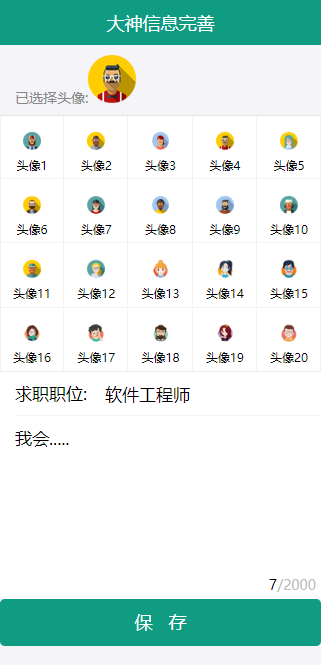 大神信息完善
已选择头像:
头像1 头像2 头像3 头像4 头像5
头像6 头像7 头像8 头像9 头像10
头像11 头像12 头像13 头像14 头像15
头像16 头像17 头像18 头像19 头像20
求职职位: 软件工程师
我会.....
7/2000
保 存